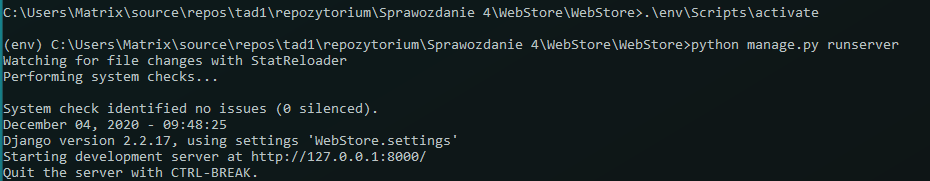 C:\Users\Matrix\source\repos\tad1\repozytorium\Sprawozdanie 4\WebStore\WebStore>.\env\Scripts\activate
(env) C:\Users\Matrix\source\repos\tad1\repozytorium\Sprawozdanie 4\WebStore\WebStore>python manage.py runserver
Watching for file changes with StatReloader
Performing system checks...
System check identified no issues (0 silenced).
December 04, 2020 - 09:48:25
Django version 2.2.17, using settings 'WebStore.settings'
Starting development server at http://127.0.0.1:8000/
Quit the server with CTRL-BREAK.